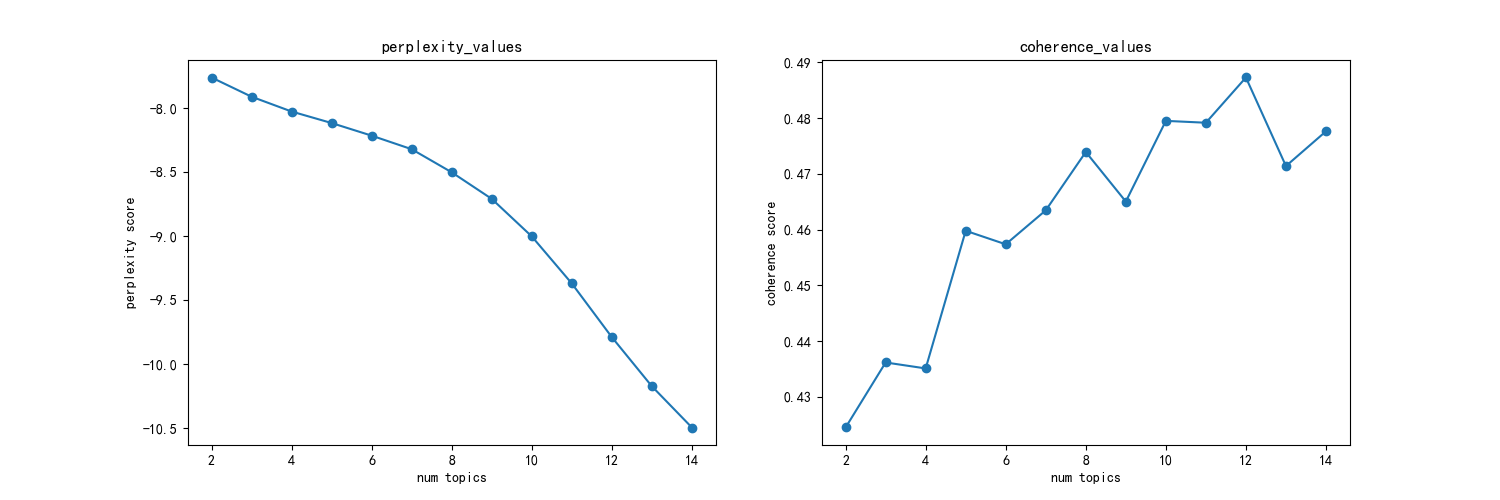 perplexity_values
perplexity score
-8.0
-8.5
-9.0
-9.5
-10.0
-10.5
2 4 6 8 10 12 14
num topics
coherence_values
coherence score
0.49
0.48
0.47
0.46
0.45
0.44
0.43
2 4 6 8 10 12 14
num topics